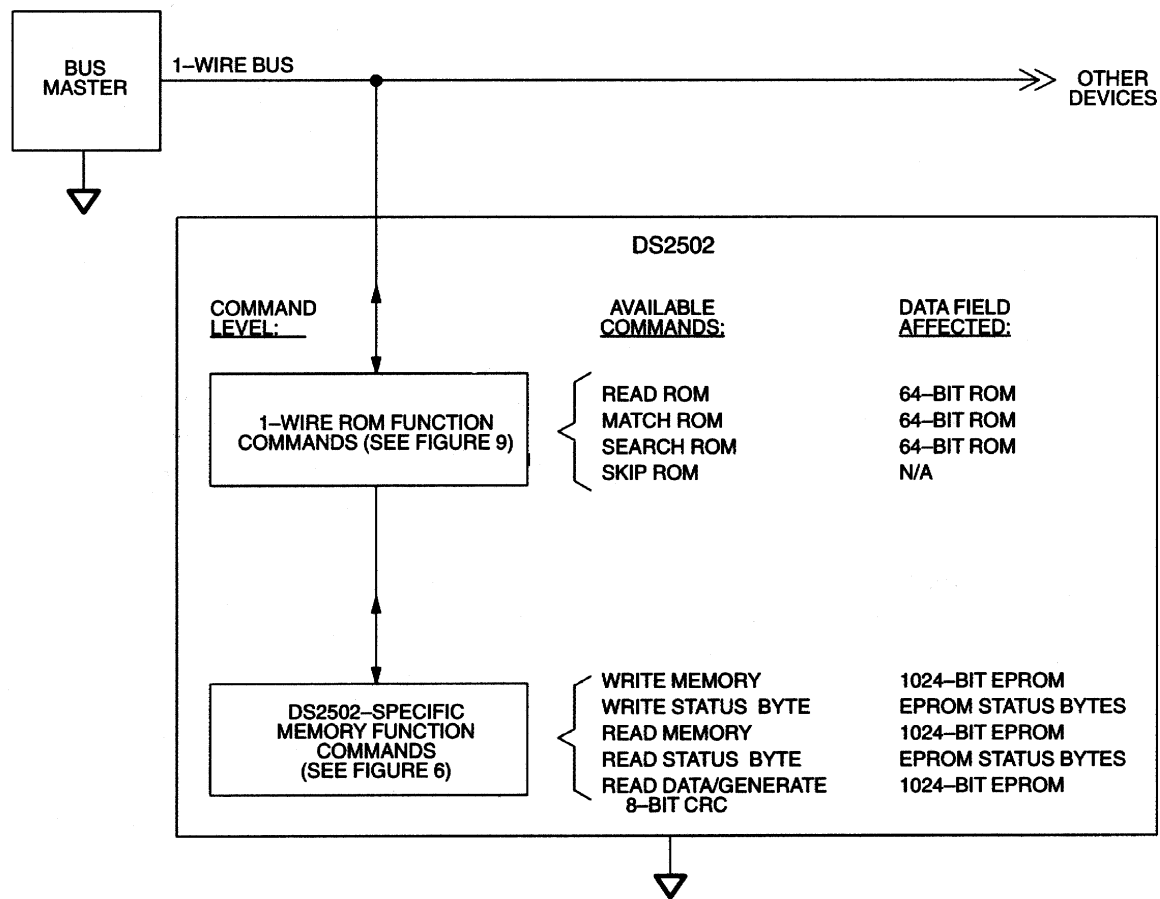 BUS
MASTER
1–WIRE BUS
OTHER
DEVICES
DS2502
COMMAND
LEVEL:
AVAILABLE
COMMANDS:
DATA FIELD
AFFECTED:
1–WIRE ROM FUNCTION
COMMANDS (SEE FIGURE 9)
READ ROM 64–BIT ROM
MATCH ROM 64–BIT ROM
SEARCH ROM 64–BIT ROM
SKIP ROM N/A
DS2502–SPECIFIC
MEMORY FUNCTION
COMMANDS
(SEE FIGURE 6)
WRITE MEMORY 1024–BIT EPROM
WRITE STATUS BYTE EPROM STATUS BYTES
READ MEMORY 1024–BIT EPROM
READ STATUS BYTE EPROM STATUS BYTES
READ DATA/GENERATE 1024–BIT EPROM
8–BIT CRC